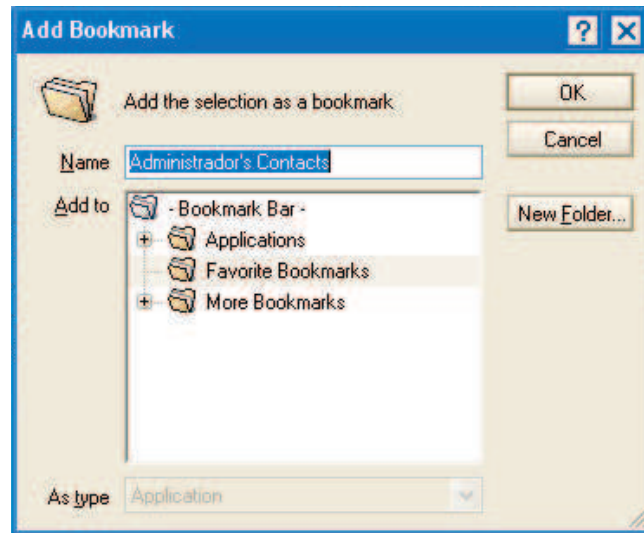 Add Bookmark
Add the selection as a bookmark
OK
Cancel
Name Administrador's Contacts
Add to - Bookmark Bar -
New Folder...
Applications
Favorite Bookmarks
More Bookmarks
As type Application